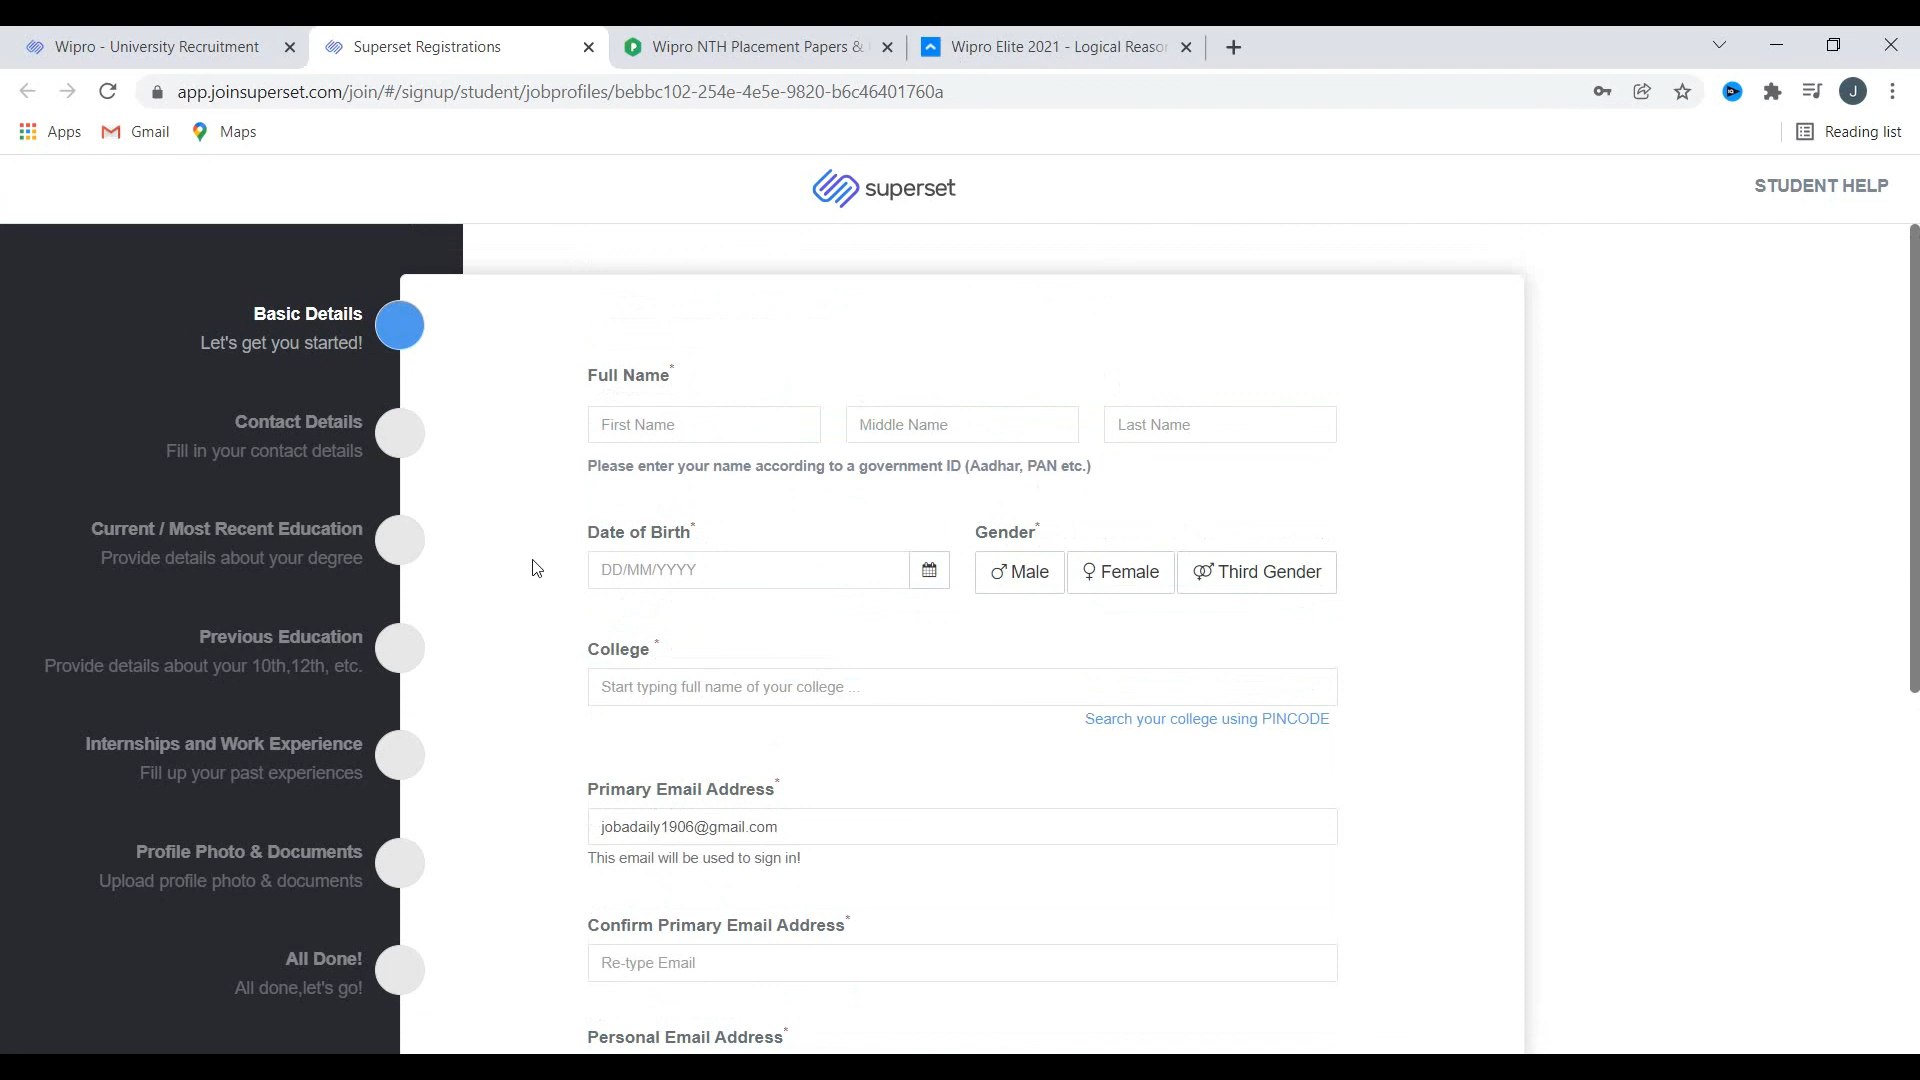 Wipro - University Recruitment
Superset Registrations
Wipro NTH Placement Papers &
Wipro Elite 2021 - Logical Reasor
app.joinsuperset.com/join/#/signup/student/jobprofiles/bebbc102-254e-4e5e-9820-b6c46401760a
J
Apps
Gmail
Maps
Reading list
superset
STUDENT HELP
Basic Details
Let's get you started!
Contact Details
Fill in your contact details
Current / Most Recent Education
Provide details about your degree
Previous Education
Provide details about your 10th,12th, etc.
Internships and Work Experience
Fill up your past experiences
Profile Photo & Documents
Upload profile photo & documents
All Done!
All done,let's go!
Full Name*
First Name
Middle Name
Last Name
Please enter your name according to a government ID (Aadhar, PAN etc.)
Date of Birth*
Gender*
DD/MM/YYYY
Male
Female
Third Gender
College *
Start typing full name of your college ...
Search your college using PINCODE
Primary Email Address*
jobadaily1906@gmail.com
This email will be used to sign in!
Confirm Primary Email Address*
Re-type Email
Personal Email Address*